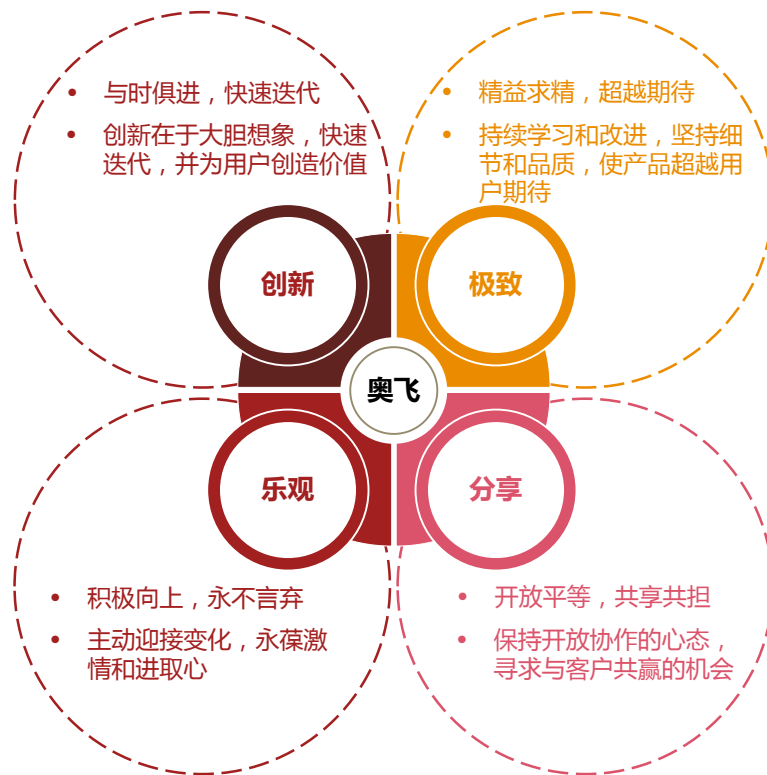 与时俱进，快速迭代
创新在于大胆想象，快速
迭代，并为用户创造价值
精益求精，超越期待
持续学习和改进，坚持细
节和品质，使产品超越用
户期待
创新
极致
奥飞
乐观
分享
积极向上，永不言弃
主动迎接变化，永葆激
情和进取心
开放平等，共享共担
保持开放协作的心态，
寻求与客户共赢的机会